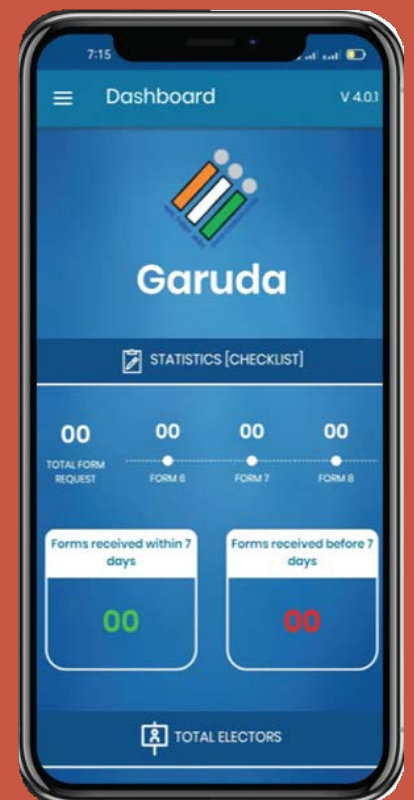 7:15
Dashboard
V 4.0.1
Garuda
STATISTICS [CHECKLIST]
00 00 00 00
TOTAL FORM
REQUEST
FORM 6 FORM 7 FORM 8
Forms received within 7
days
00
Forms received before 7
days
00
TOTAL ELECTORS